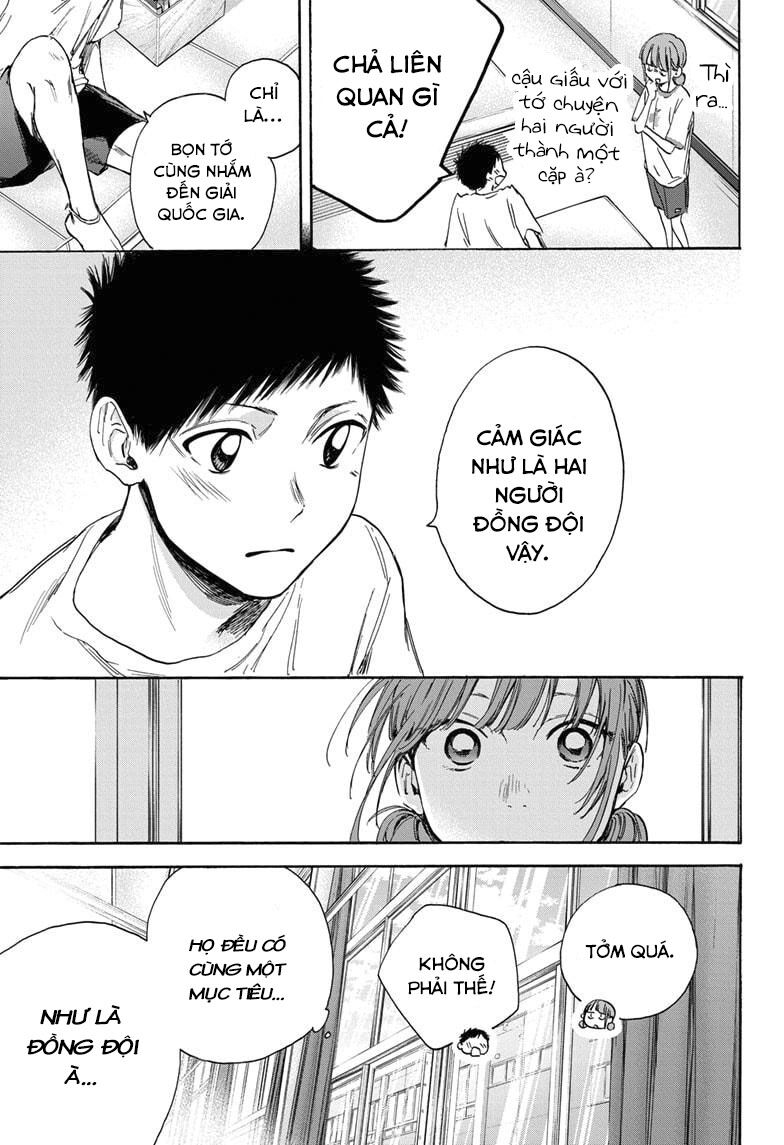 Thì
ra...
cậu giấu với
tớ chuyện
hai người
thành một
cặp à?
CHẢ LIÊN
QUAN GÌ
CẢ!
CHỈ
LÀ...
BỌN TỚ
CÙNG NHẮM
ĐẾN GIẢI
QUỐC GIA.
CẢM GIÁC
NHƯ LÀ HAI
NGƯỜI
ĐỒNG ĐỘI
VẬY.
TỞM QUÁ.
KHÔNG
PHẢI THẾ!
HỌ ĐỀU CÓ
CÙNG MỘT
MỤC TIÊU...
NHƯ LÀ
ĐỒNG ĐỘI
À...